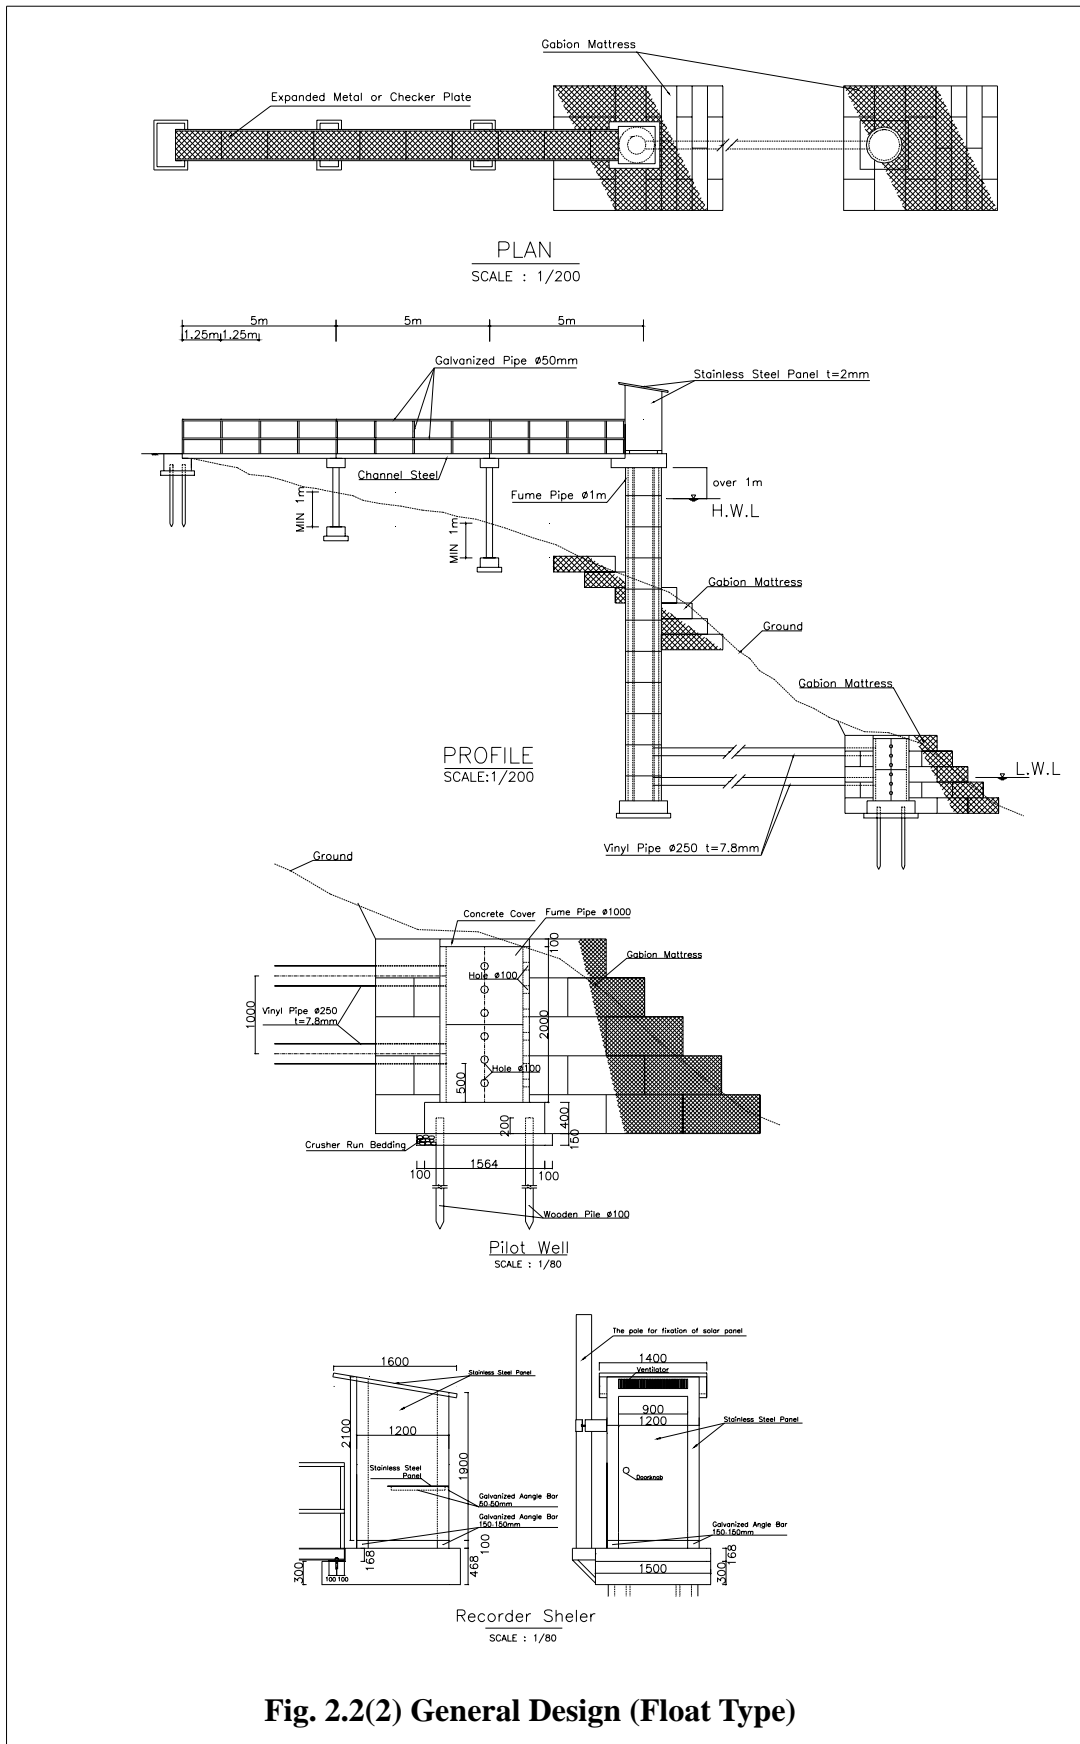 Gabion Mattress
Expanded Metal or Checker Plate
PLAN
SCALE : 1/200
5m
5m
5m
1.25m
1.25m
Galvanized Pipe ø50mm
Stainless Steel Panel t=2mm
Channel Steel
Fume Pipe ø1m
over 1m
H.W.L
MIN 1m
MIN 1m
Gabion Mattress
Ground
Gabion Mattress
PROFILE
SCALE:1/200
L.W.L
Vinyl Pipe ø250 t=7.8mm
Ground
Concrete Cover
Fume Pipe ø1000
100
Gabion Mattress
Hole ø100
Vinyl Pipe ø250
t=7.8mm
1000
2000
Hole ø100
500
400
200
150
Crusher Run Bedding
1564
100
100
Wooden Pile ø100
Pilot Well
SCALE : 1/80
The pole for fixation of solar panel
1600
1400
Stainless Steel Panel
Ventilator
900
1200
1200
Stainless Steel Panel
2100
1900
Stainless Steel
Panel
Doorknob
Galvanized Aangle Bar
50·50mm
Galvanized Aangle Bar
150·150mm
Galvanized Angle Bar
150·150mm
100
168
468
300
100
100
168
300
1500
Recorder Sheler
SCALE : 1/80
Fig. 2.2(2) General Design (Float Type)